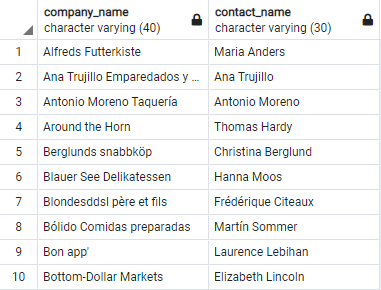 company_name contact_name
character varying (40) character varying (30)
1 Alfreds Futterkiste Maria Anders
2 Ana Trujillo Emparedados y ... Ana Trujillo
3 Antonio Moreno Taquería Antonio Moreno
4 Around the Horn Thomas Hardy
5 Berglunds snabbköp Christina Berglund
6 Blauer See Delikatessen Hanna Moos
7 Blondesddsl père et fils Frédérique Citeaux
8 Bólido Comidas preparadas Martín Sommer
9 Bon app' Laurence Lebihan
10 Bottom-Dollar Markets Elizabeth Lincoln